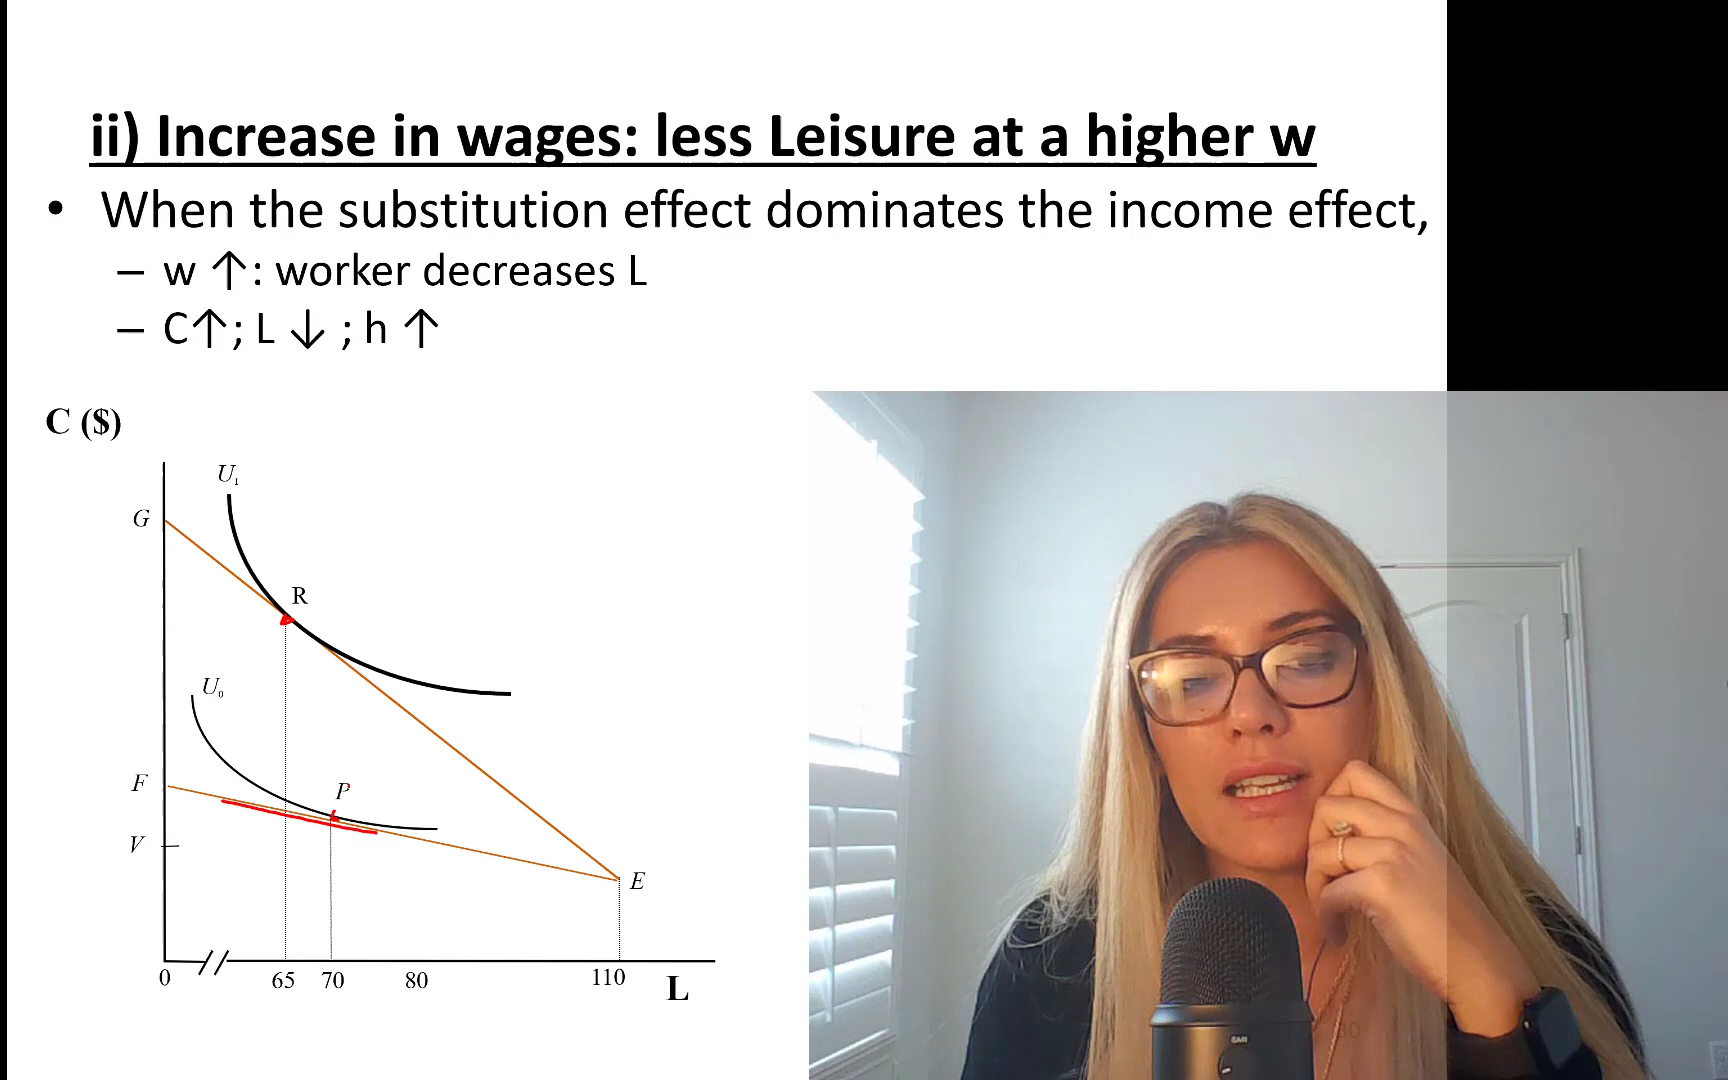 ii) Increase in wages: less Leisure at a higher w
• When the substitution effect dominates the income effect,
– w ↑: worker decreases L
– C↑; L ↓ ; h ↑
C ($)
U₁
G
R
U₀
F
P
V
E
0 65 70 80 110 L
30